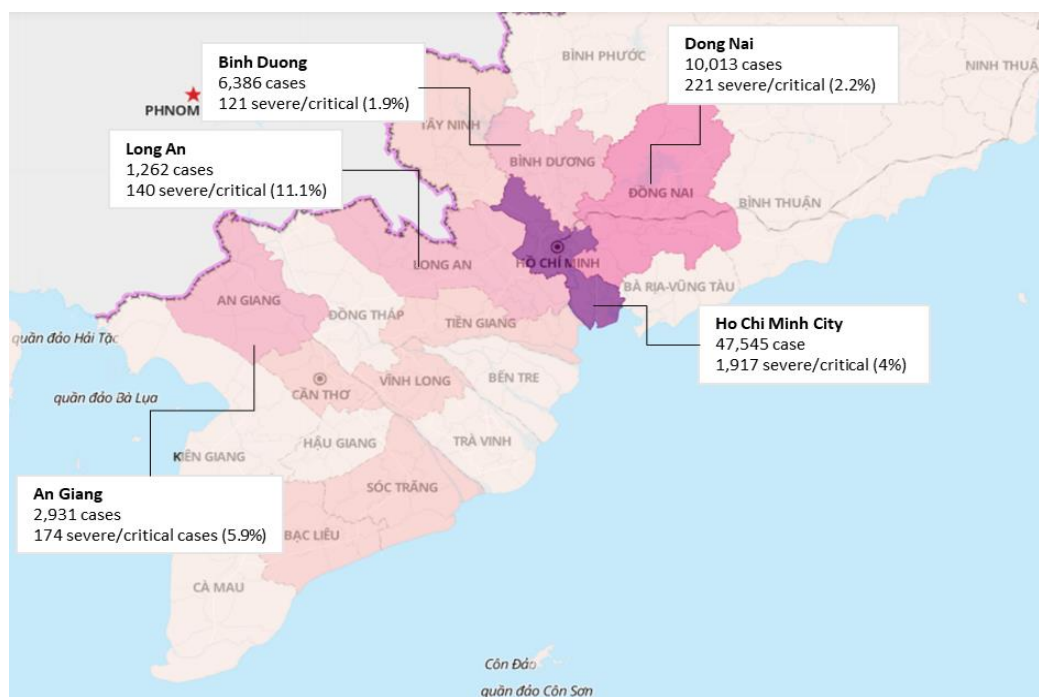 Binh Duong
6,386 cases
121 severe/critical (1.9%)
Dong Nai
10,013 cases
221 severe/critical (2.2%)
BÌNH PHƯỚC
NINH THUẬ
PHNOM
TÂY NINH
Long An
1,262 cases
140 severe/critical (11.1%)
BÌNH DƯƠNG
ĐỒNG NAI
BÌNH THUẬN
HỒ CHÍ MINH
LONG AN
BÀ RỊA-VŨNG TÀU
AN GIANG
ĐỒNG THÁP
TIỀN GIANG
quần đảo Hải Tặc
Ho Chi Minh City
47,545 case
1,917 severe/critical (4%)
BẾN TRE
VĨNH LONG
CẦN THƠ
quần đảo Bà Lụa
HẬU GIANG
TRÀ VINH
KIÊN GIANG
SÓC TRĂNG
An Giang
2,931 cases
174 severe/critical cases (5.9%)
BẠC LIÊU
CÀ MAU
Côn Đảo
quần đảo Côn Sơn